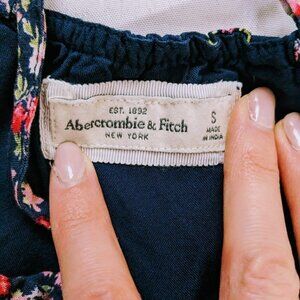 EST. 1892
Abercrombie & Fitch
NEW YORK
S
MADE
IN INDIA